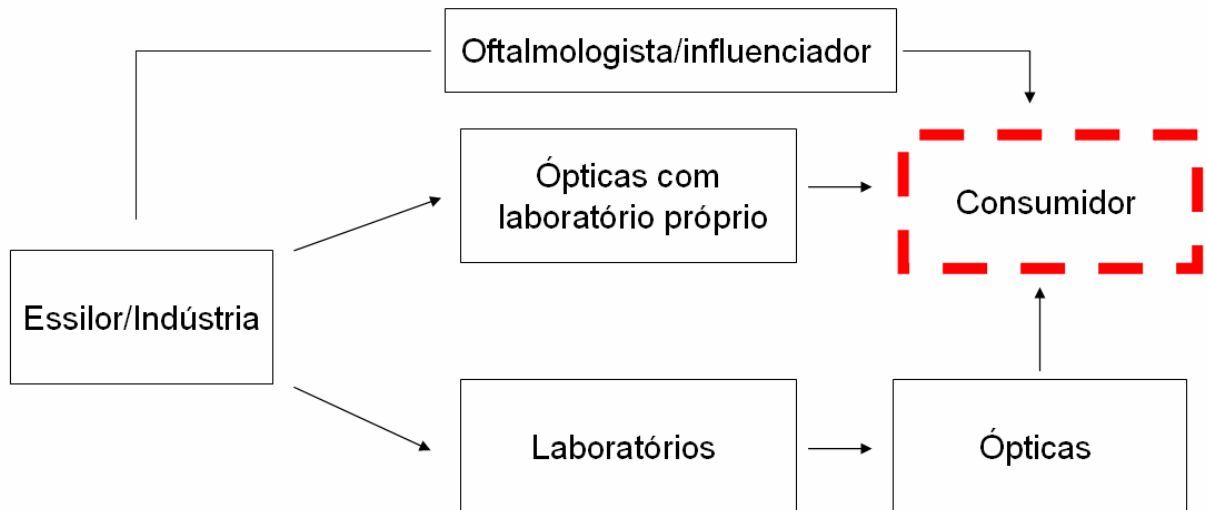 Oftalmologista/influenciador
Ópticas com
laboratório próprio
Consumidor
Essilor/Indústria
Laboratórios
Ópticas